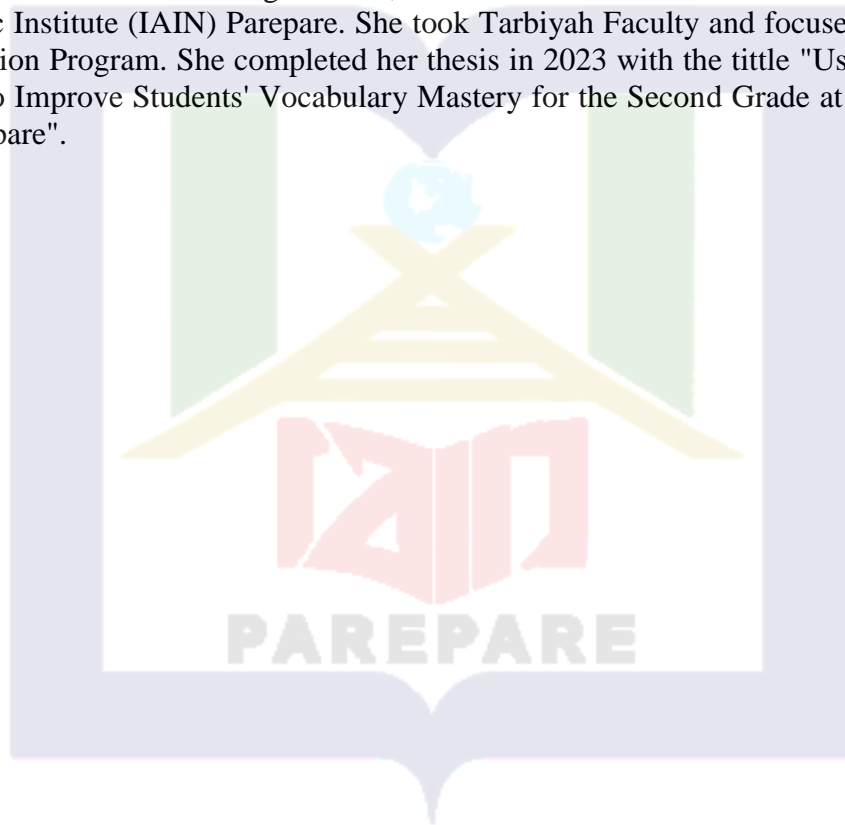 c Institute (IAIN) Parepare. She took Tarbiyah Faculty and focuse
ion Program. She completed her thesis in 2023 with the tittle "Us
o Improve Students' Vocabulary Mastery for the Second Grade at
pare".
IAIN
PAREPARE